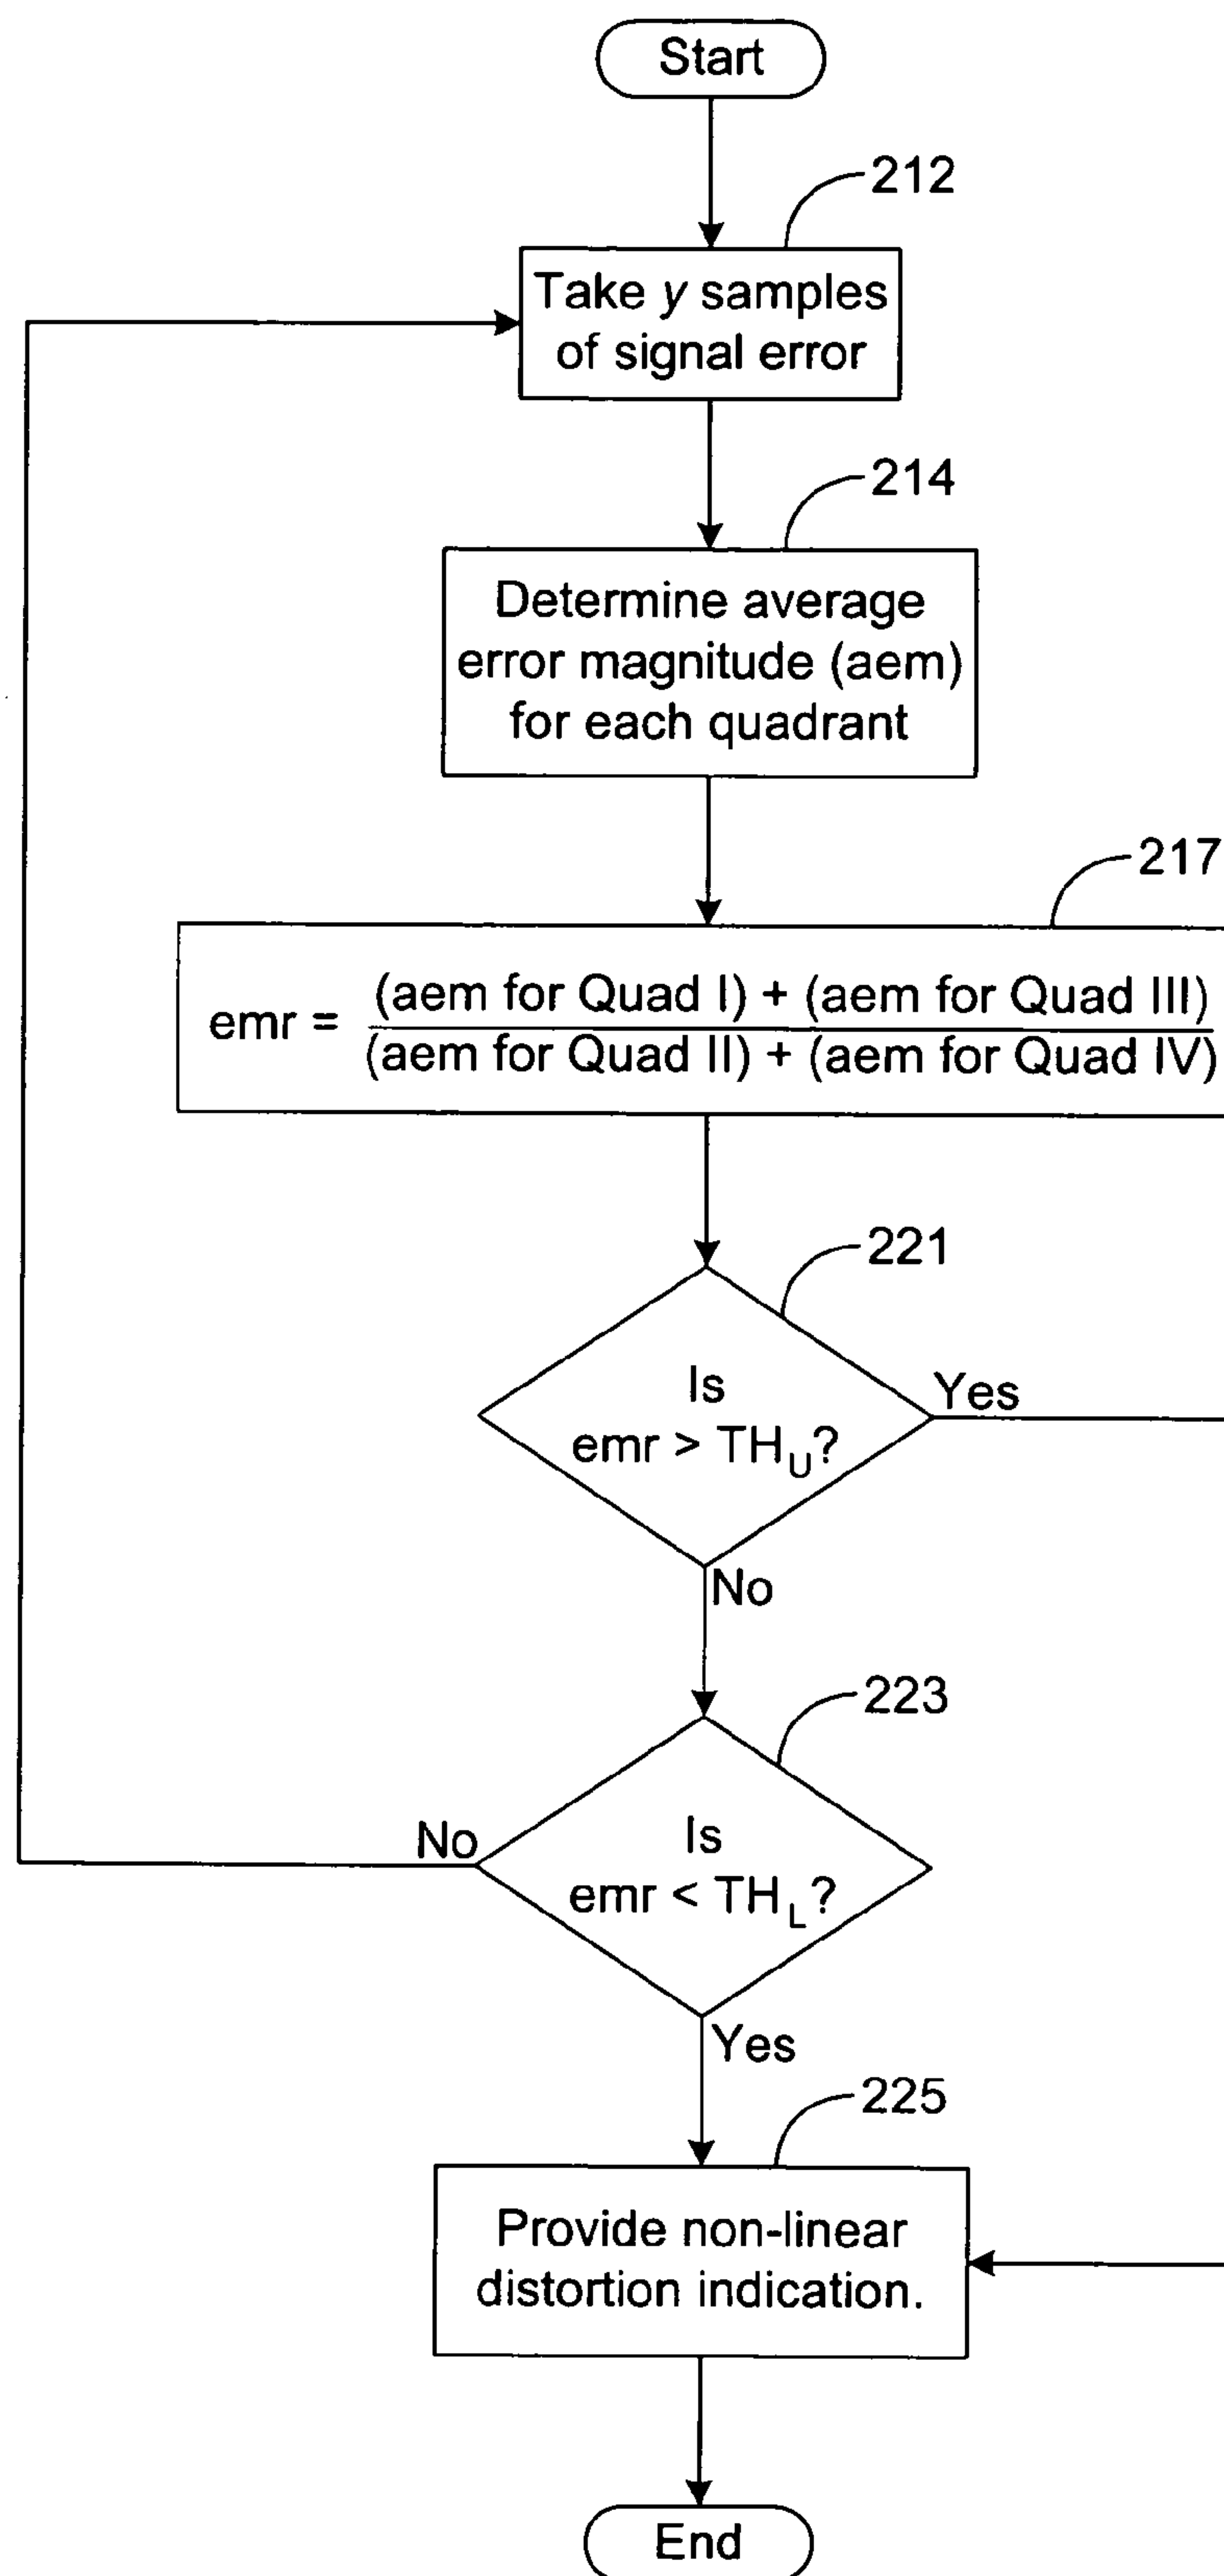 Start
212
Take y samples
of signal error
214
Determine average
error magnitude (aem)
for each quadrant
217
emr = (aem for Quad I) + (aem for Quad III)
(aem for Quad II) + (aem for Quad IV)
221
Is
emr > TH_U?
Yes
No
223
Is
emr < TH_L?
No
Yes
225
Provide non-linear
distortion indication.
End